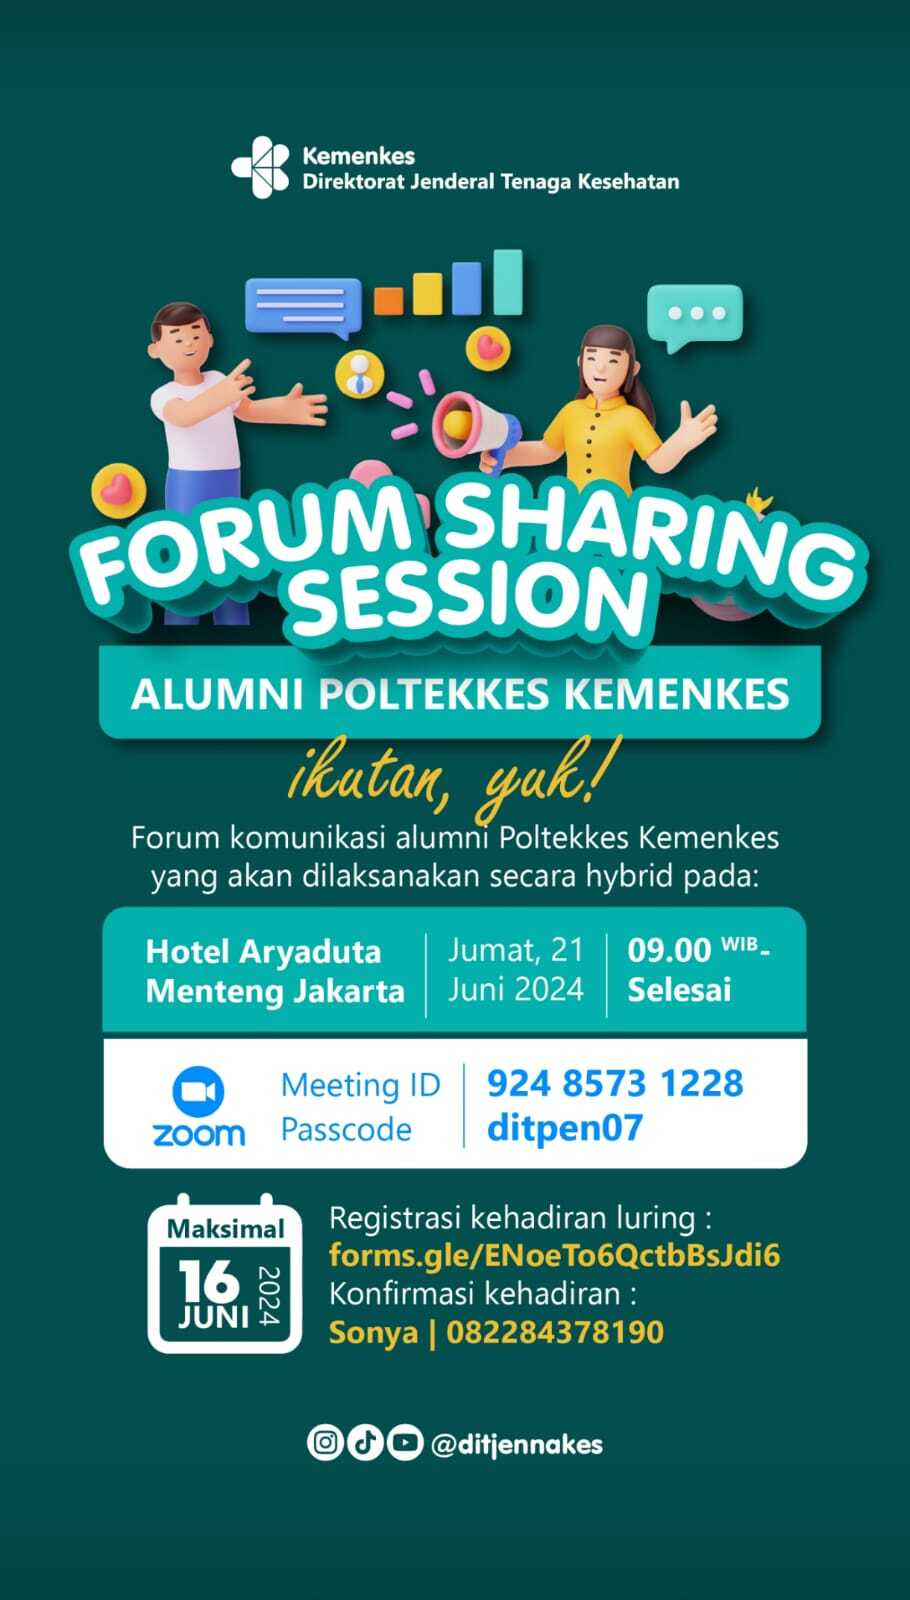 Kemenkes
Direktorat Jenderal Tenaga Kesehatan
FORUM SHARING
SESSION
ALUMNI POLTEKKES KEMENKES
ikutan, yuk!
Forum komunikasi alumni Poltekkes Kemenkes
yang akan dilaksanakan secara hybrid pada:
Hotel Aryaduta
Menteng Jakarta
Jumat, 21
Juni 2024
09.00 WIB-
Selesai
zoom
Meeting ID
Passcode
924 8573 1228
ditpen07
Maksimal
16
JUNI
2024
Registrasi kehadiran luring :
forms.gle/ENoeTo6QctbBsJdi6
Konfirmasi kehadiran :
Sonya | 082284378190
@ditjennakes